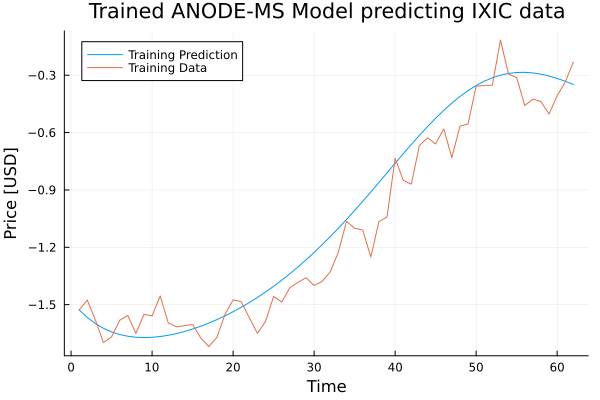 Trained ANODE-MS Model predicting IXIC data
Training Prediction
Training Data
Price [USD]
−0.3
−0.6
−0.9
−1.2
−1.5
0 10 20 30 40 50 60
Time